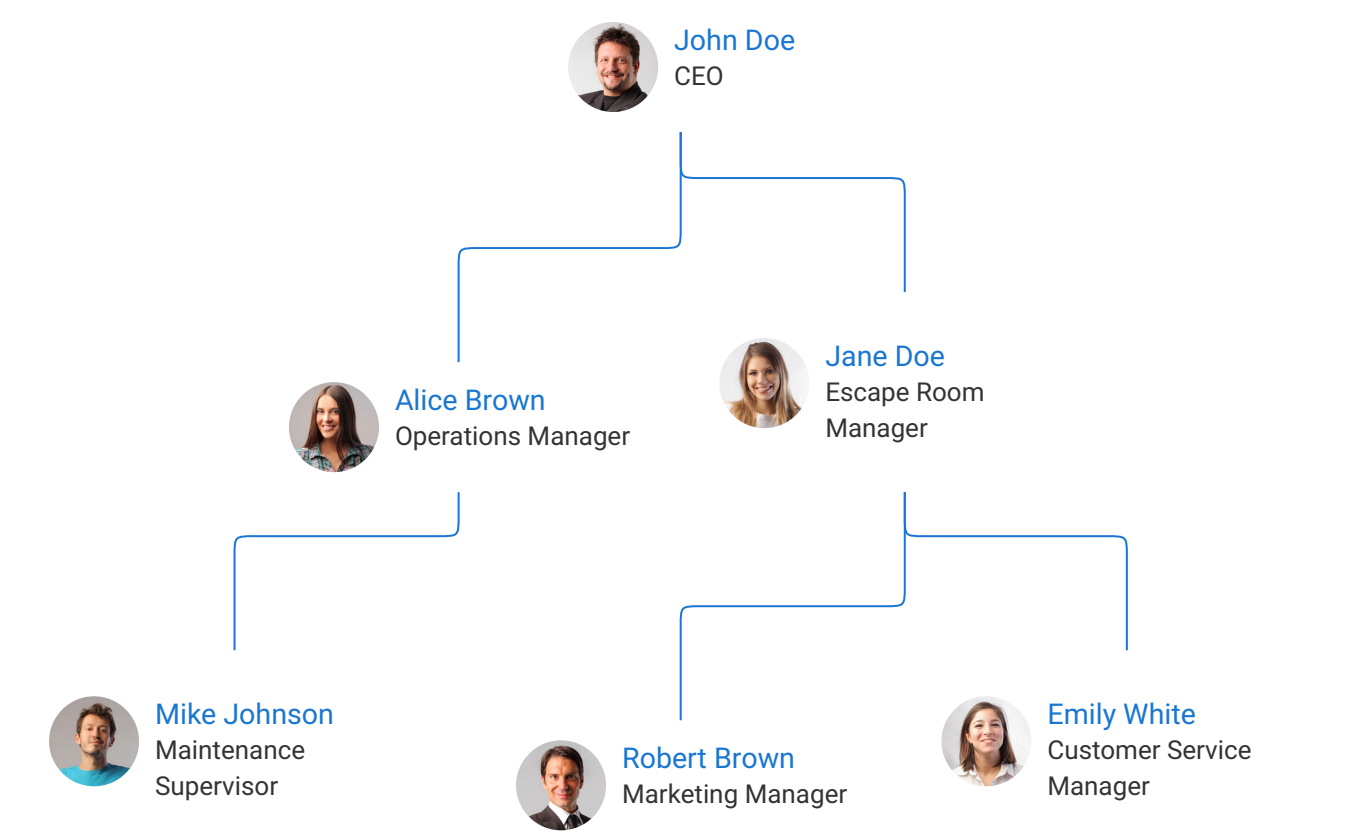 John Doe
CEO
Alice Brown
Operations Manager
Jane Doe
Escape Room
Manager
Mike Johnson
Maintenance
Supervisor
Robert Brown
Marketing Manager
Emily White
Customer Service
Manager